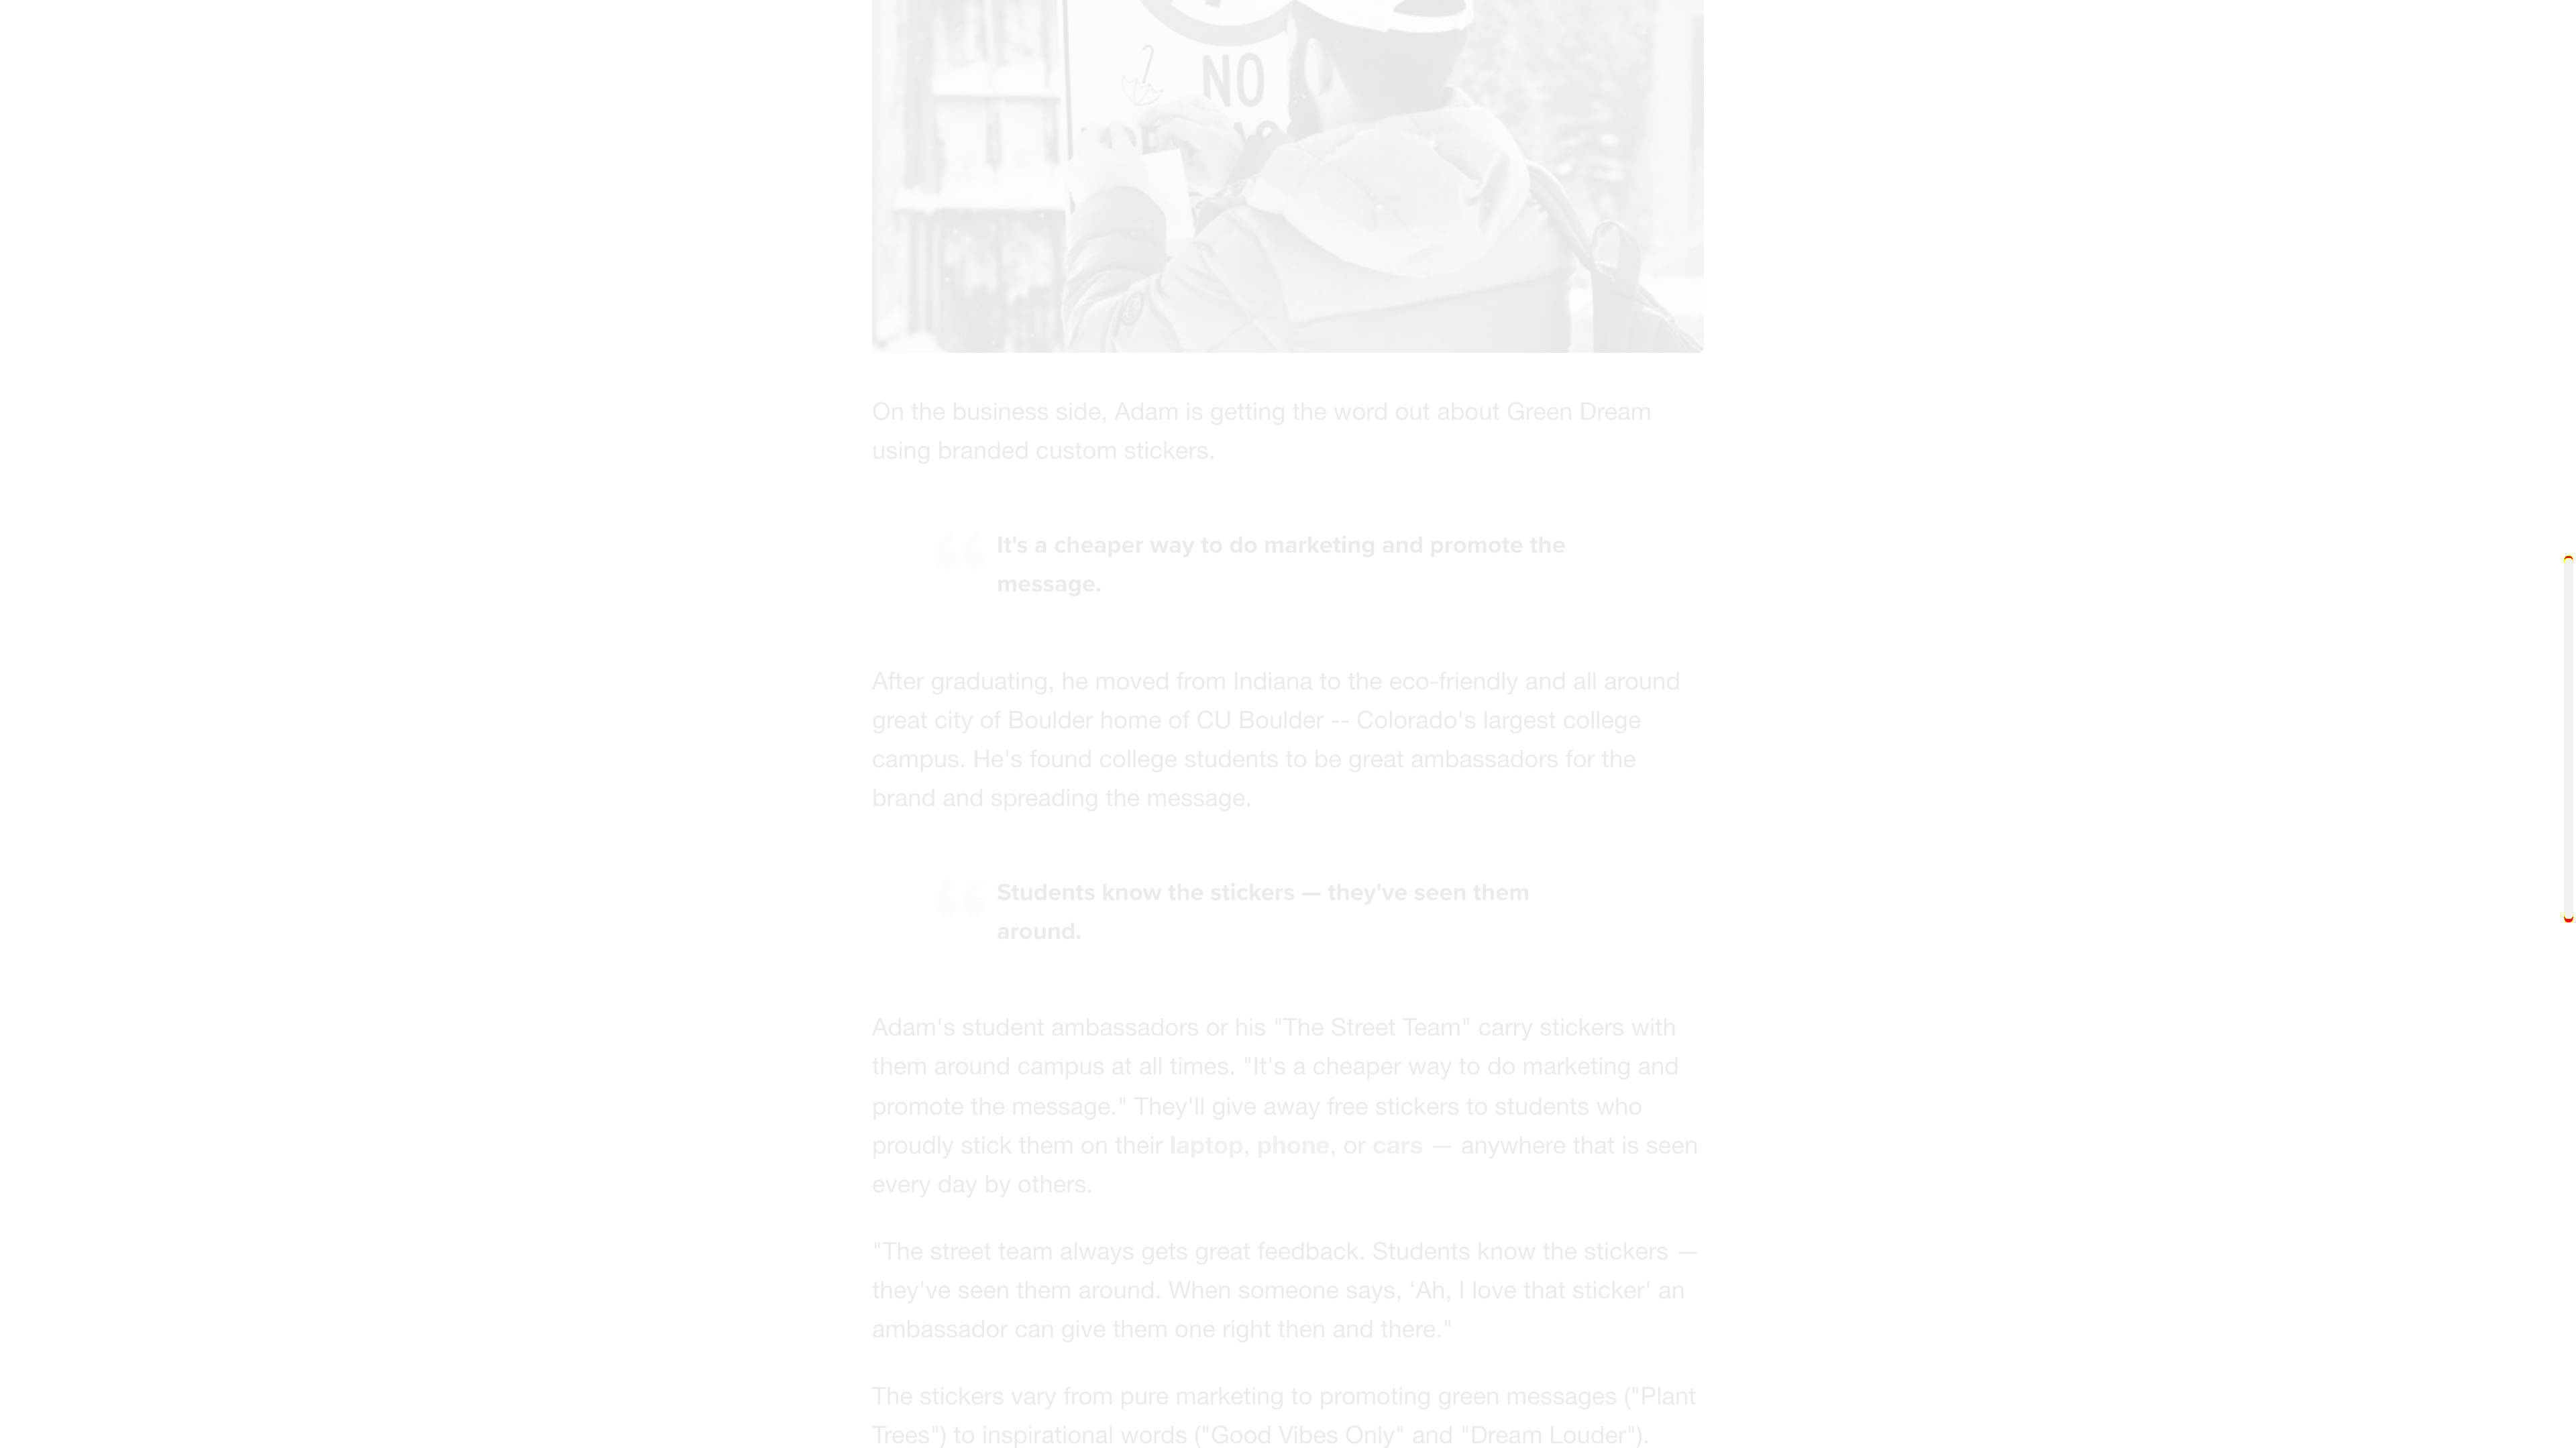 NO
On the business side, Adam is getting the word out about Green Dream
using branded custom stickers.
It's a cheaper way to do marketing and promote the
message.
After graduating, he moved from Indiana to the eco-friendly and all around
great city of Boulder home of CU Boulder -- Colorado's largest college
campus. He's found college students to be great ambassadors for the
brand and spreading the message.
Students know the stickers — they've seen them
around.
Adam's student ambassadors or his "The Street Team" carry stickers with
them around campus at all times. "It's a cheaper way to do marketing and
promote the message." They'll give away free stickers to students who
proudly stick them on their laptop, phone, or cars — anywhere that is seen
every day by others.
"The street team always gets great feedback. Students know the stickers —
they've seen them around. When someone says, ‘Ah, I love that sticker' an
ambassador can give them one right then and there."
The stickers vary from pure marketing to promoting green messages ("Plant
Trees") to inspirational words ("Good Vibes Only" and "Dream Louder").